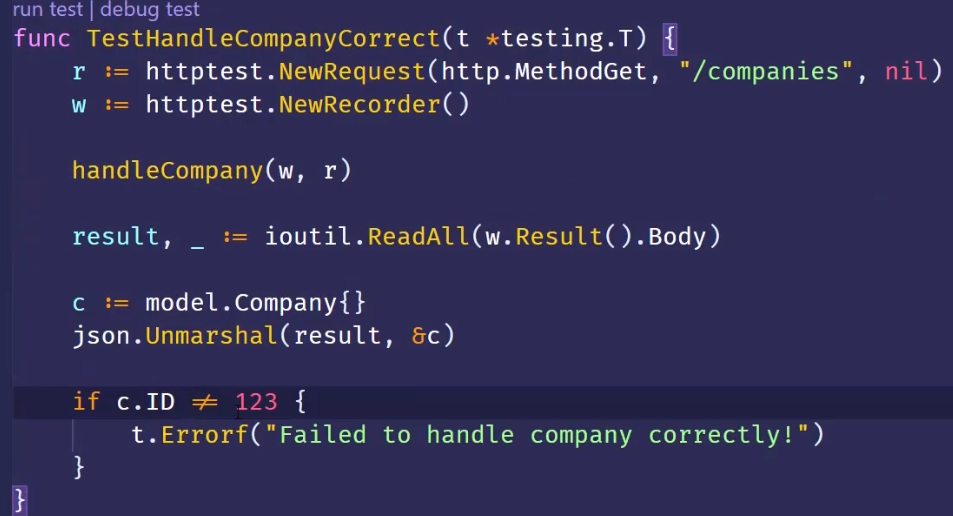 run test | debug test
func TestHandleCompanyCorrect(t *testing.T) {
    r := httptest.NewRequest(http.MethodGet, "/companies", nil)
    w := httptest.NewRecorder()

    handleCompany(w, r)

    result, _ := ioutil.ReadAll(w.Result().Body)

    c := model.Company{}
    json.Unmarshal(result, &c)

    if c.ID != 123 {
        t.Errorf("Failed to handle company correctly!")
    }
}